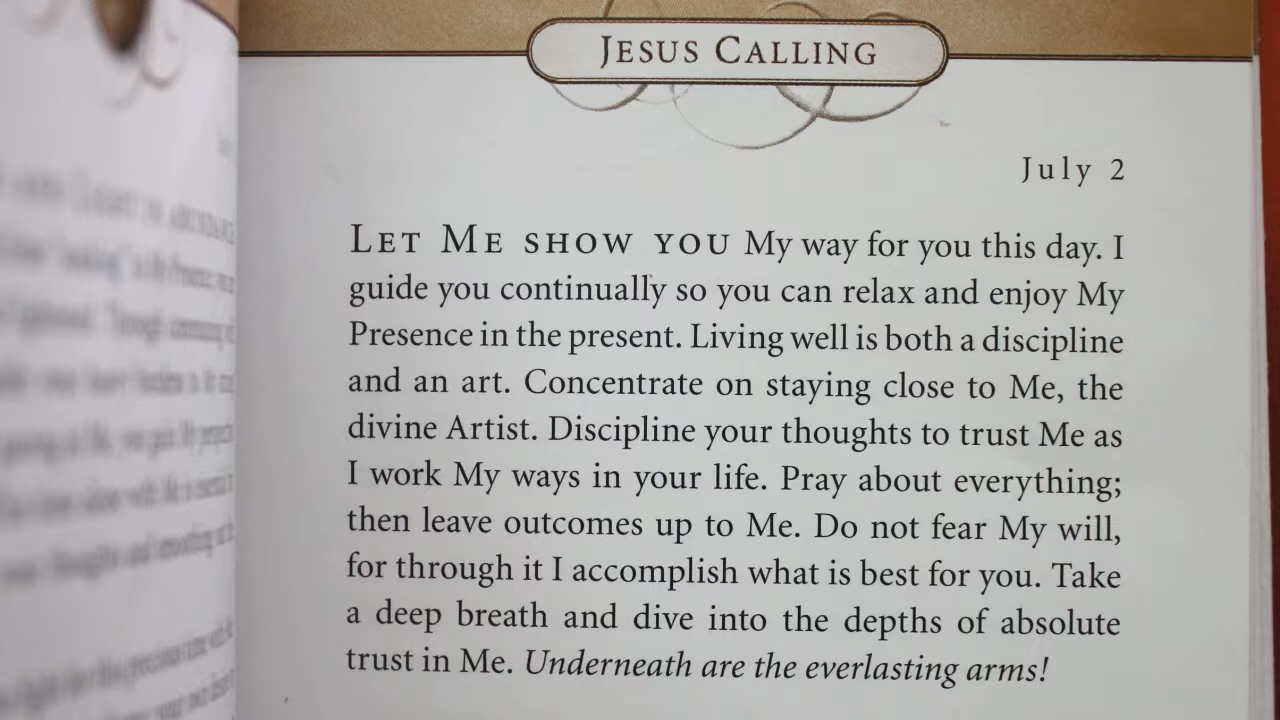 JESUS CALLING
July 2
LET ME SHOW YOU My way for you this day. I
guide you continually so you can relax and enjoy My
Presence in the present. Living well is both a discipline
and an art. Concentrate on staying close to Me, the
divine Artist. Discipline your thoughts to trust Me as
I work My ways in your life. Pray about everything;
then leave outcomes up to Me. Do not fear My will,
for through it I accomplish what is best for you. Take
a deep breath and dive into the depths of absolute
trust in Me. Underneath are the everlasting arms!